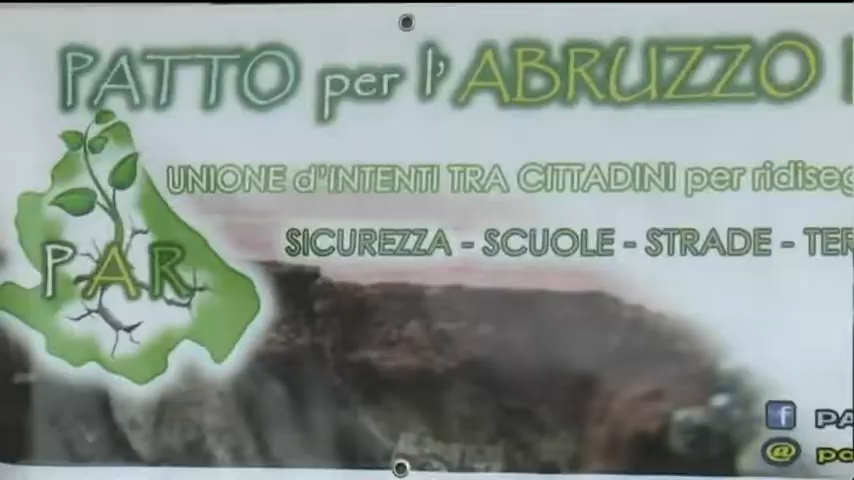 PATTO per l'ABRUZZO
UNIONE d'INTENTI TRA CITTADINI per ridiseg
PAR
SICUREZZA - SCUOLE - STRADE - TER
f PA
@ pa